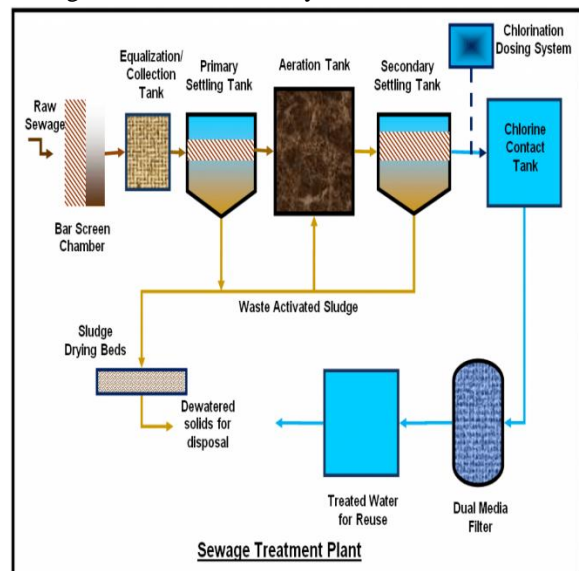 Chlorination
Dosing System
Equalization/
Collection
Tank
Primary
Settling Tank
Aeration Tank
Secondary
Settling Tank
Raw
Sewage
Chlorine
Contact
Tank
Bar Screen
Chamber
Waste Activated Sludge
Sludge
Drying Beds
Dewatered
solids for
disposal
Treated Water
for Reuse
Dual Media
Filter
Sewage Treatment Plant